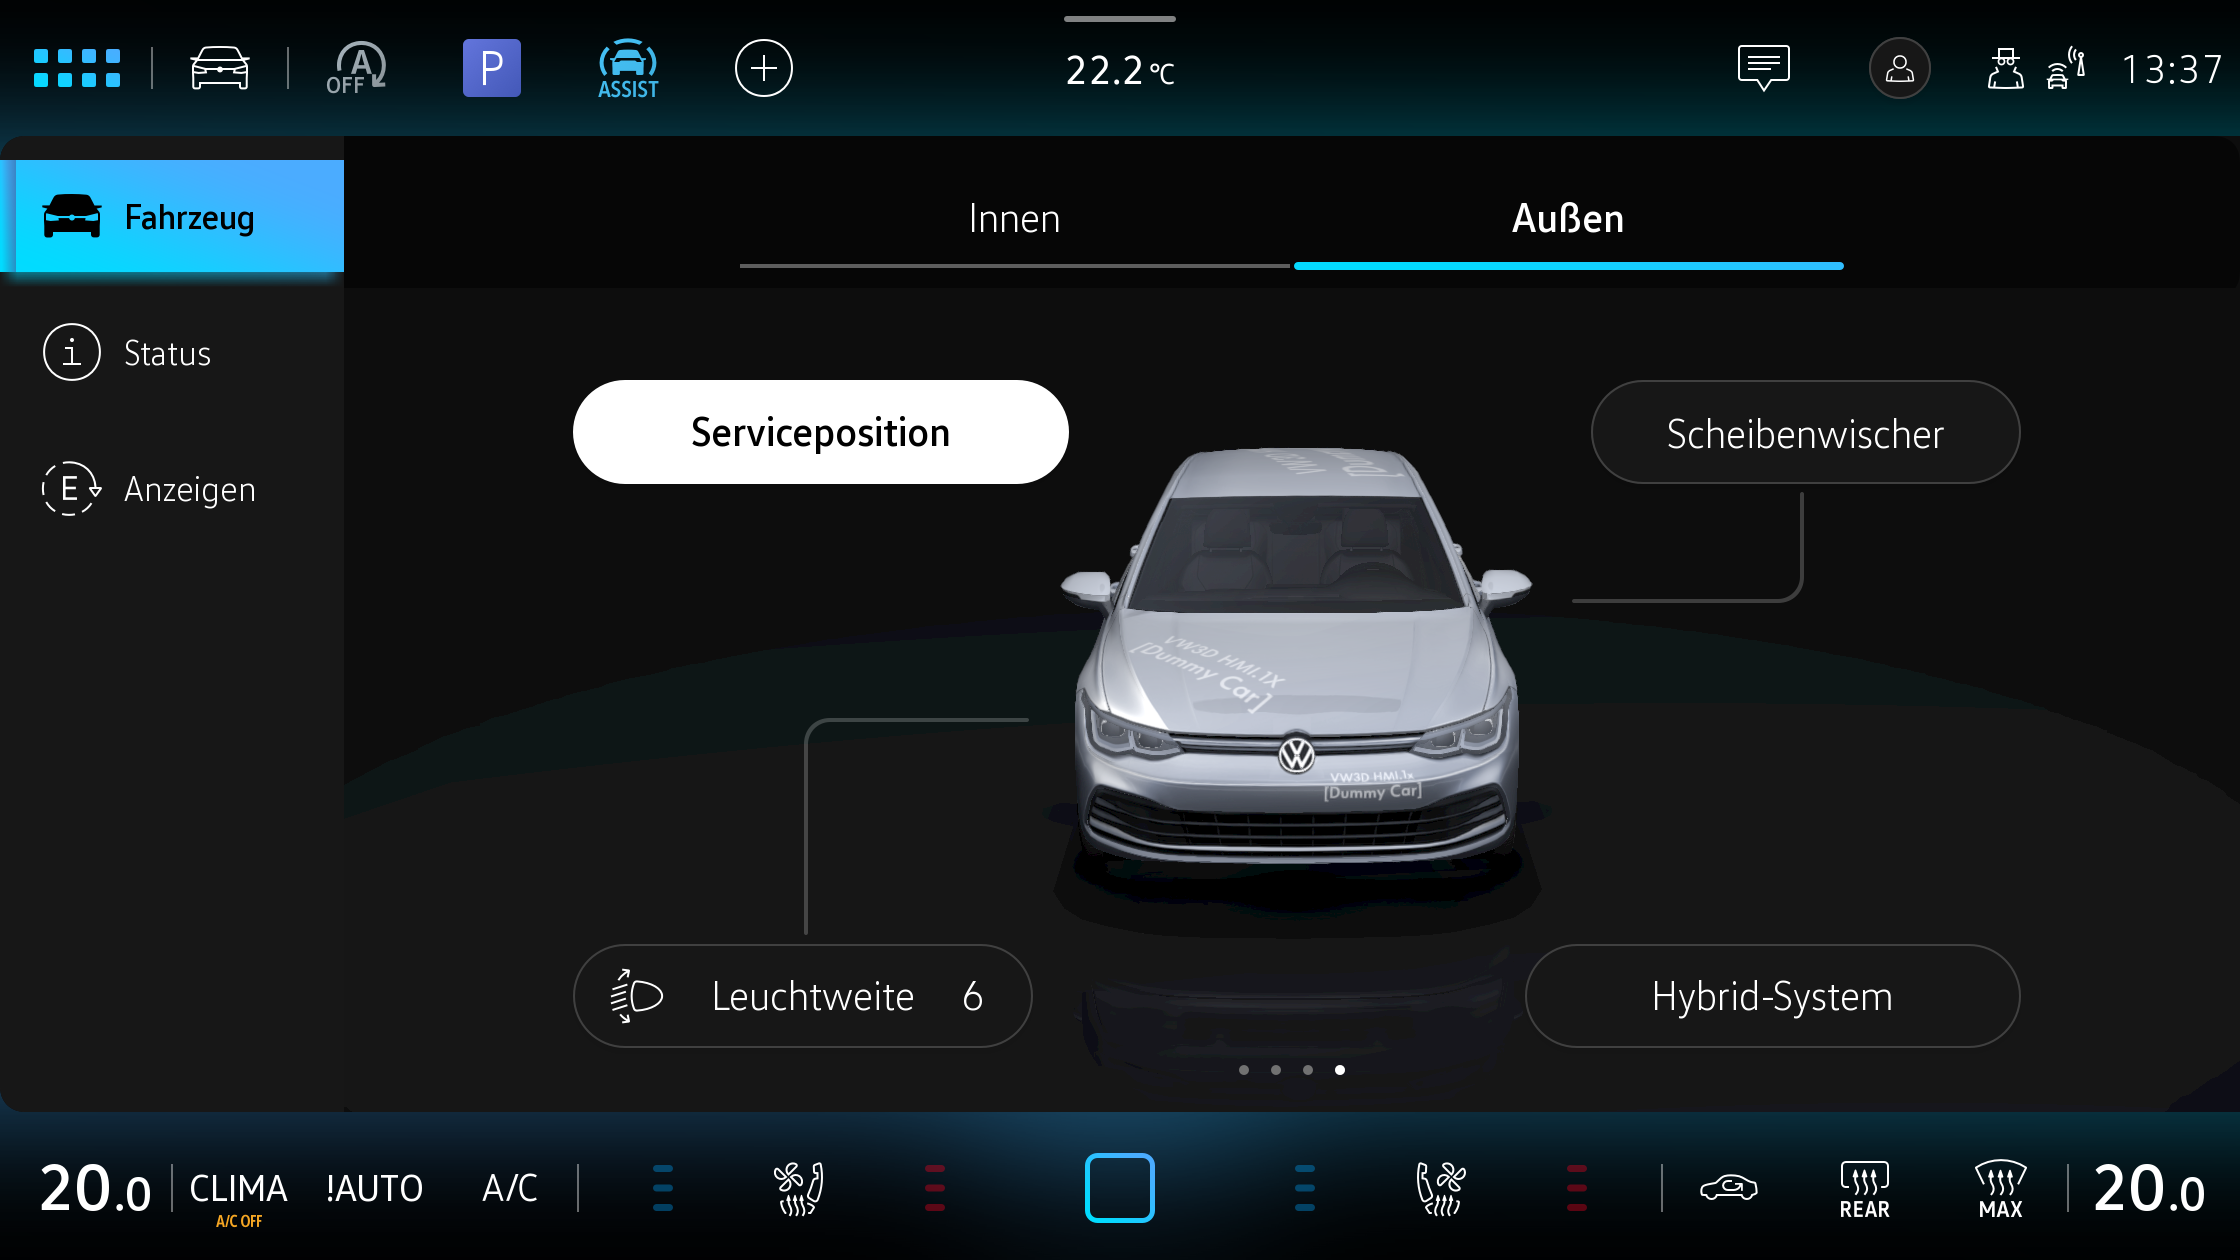 A
OFF
P
ASSIST
22.2 °C
13:37
Fahrzeug
Innen
Außen
Status
Anzeigen
E
Serviceposition
Scheibenwischer
VW3D HMI.1X
[Dummy Car]
VW3D HMI.1x
[Dummy Car]
Leuchtweite 6
Hybrid-System
20.0
CLIMA
A/C OFF
!AUTO
A/C
REAR
MAX
20.0